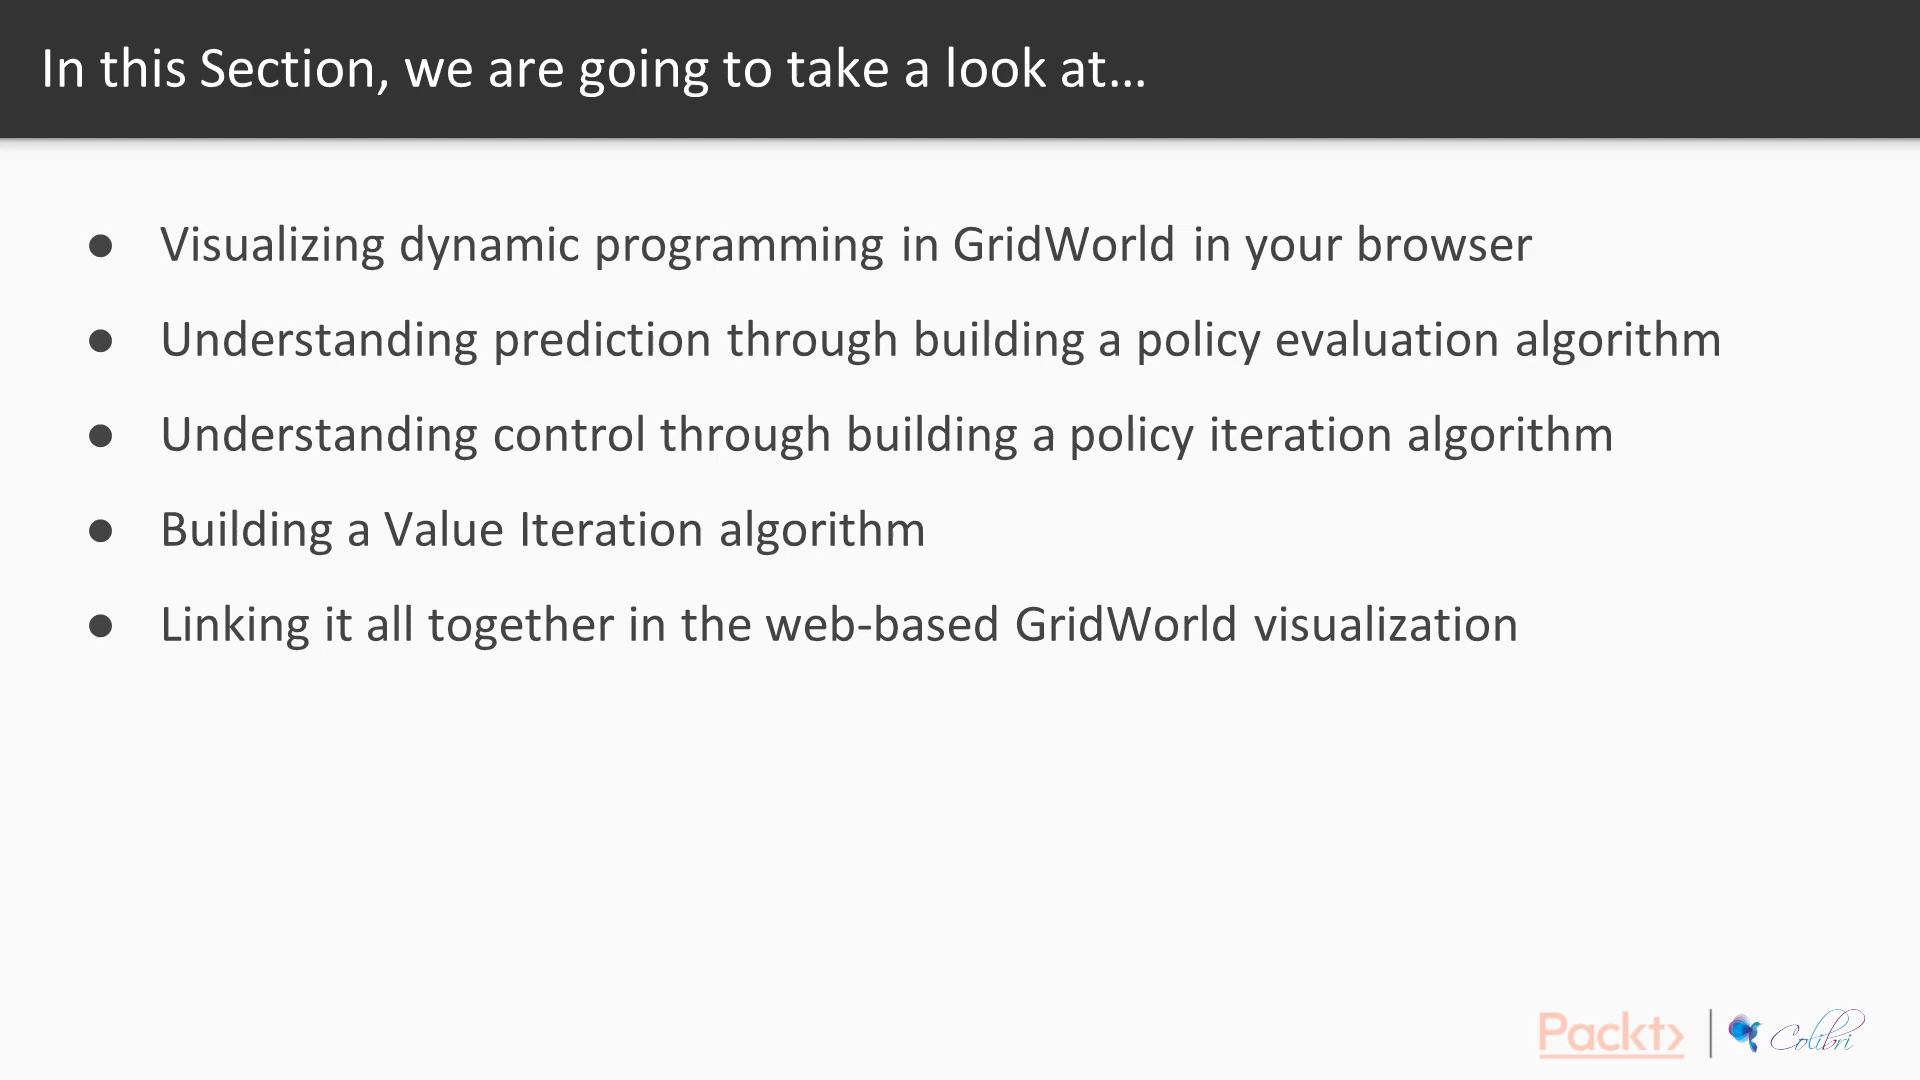 In this Section, we are going to take a look at...
● Visualizing dynamic programming in GridWorld in your browser
● Understanding prediction through building a policy evaluation algorithm
● Understanding control through building a policy iteration algorithm
● Building a Value Iteration algorithm
● Linking it all together in the web-based GridWorld visualization
Packt> | Colibri